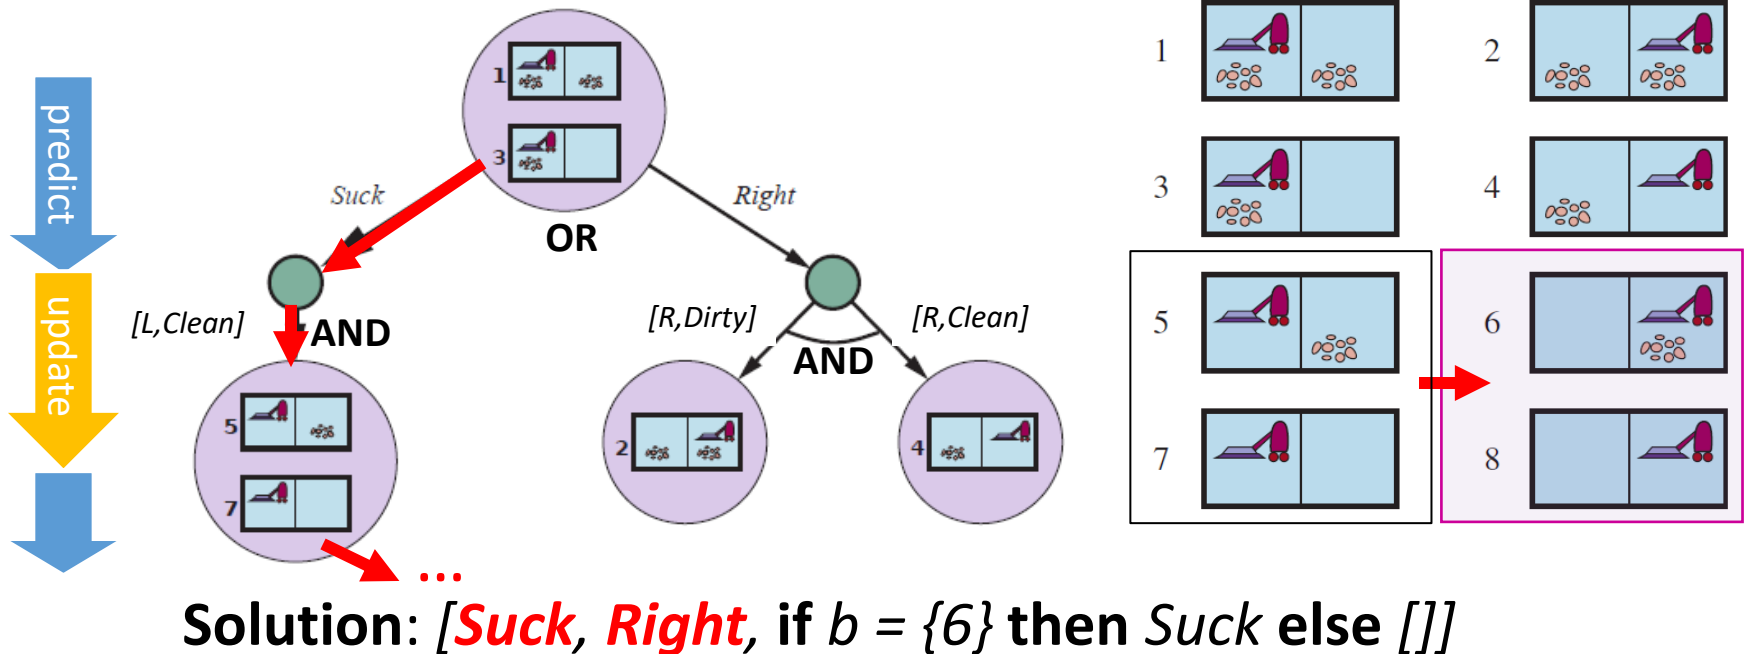 predict
update
1
3
Suck
Right
OR
[L,Clean]
AND
[R,Dirty]
[R,Clean]
AND
5
7
2
4
...
1
2
3
4
5
6
7
8
Solution: [Suck, Right, if b = {6} then Suck else []]